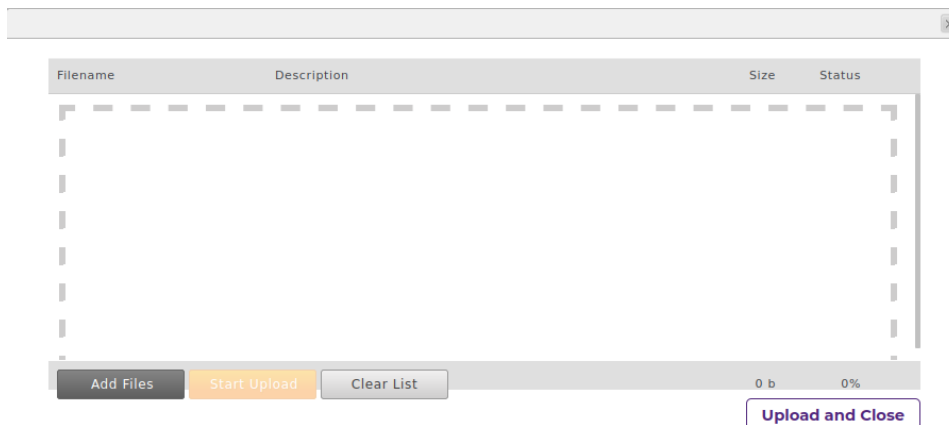 Filename Description Size Status
Add Files Start Upload Clear List 0 b 0%
Upload and Close